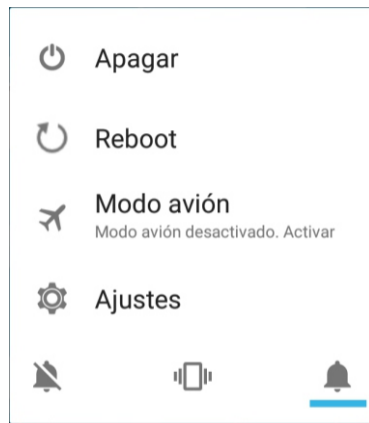 Apagar
Reboot
Modo avión
Modo avión desactivado. Activar
Ajustes